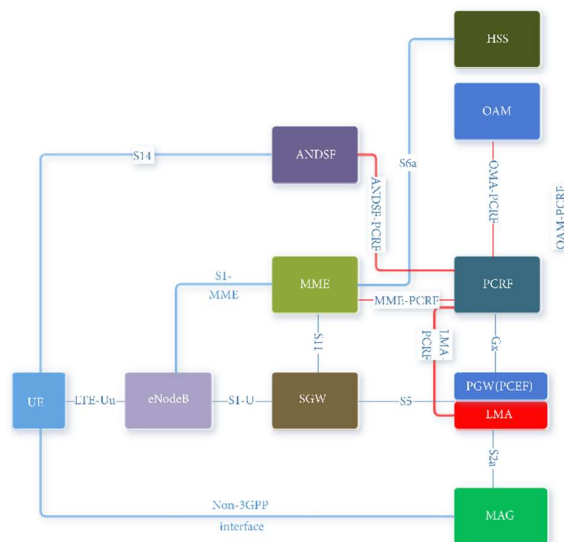 HSS
OAM
S14
ANDSF
S6a
OMA-PCRF
OAM-PCRF
ANDSF-PCRF
S1-
MME
MME
MME-PCRF
PCRF
S11
LMA-
PCRF
Gx
UE
LTE-Uu
eNodeB
S1-U
SGW
S5
PGW(PCEF)
LMA
S2a
Non-3GPP
interface
MAG